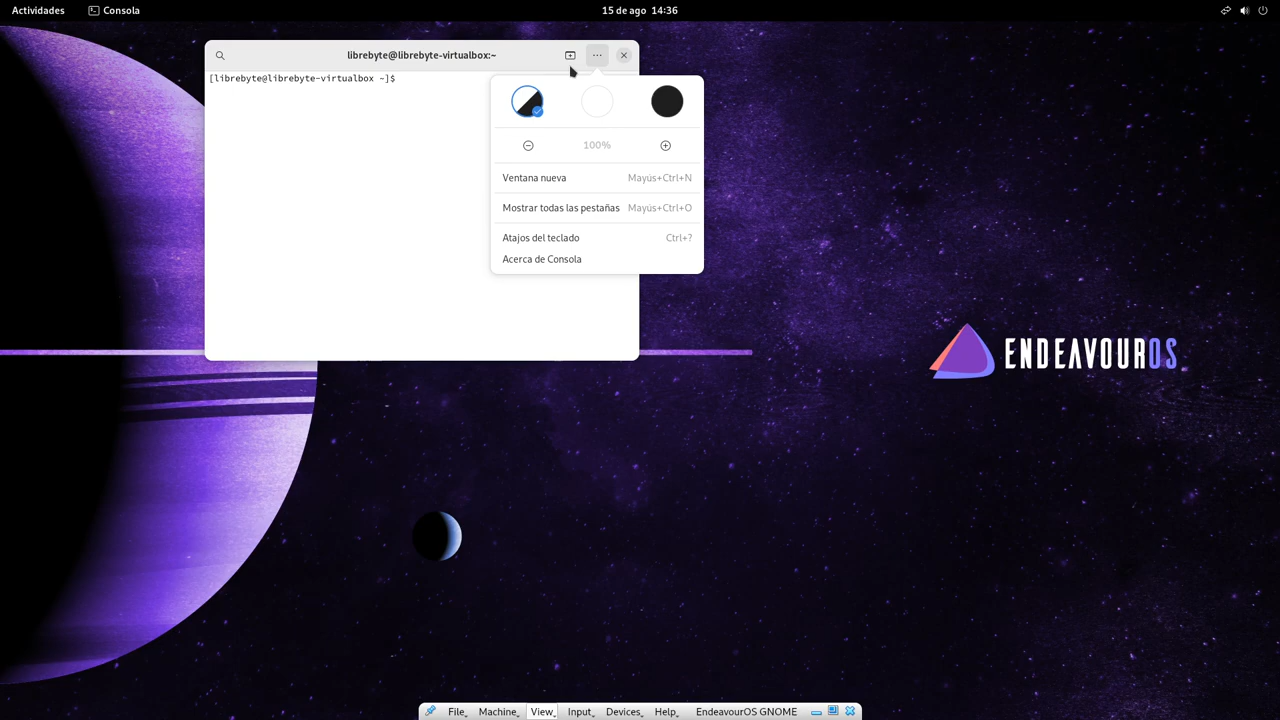 Actividades Consola 15 de ago 14:36
librebyte@librebyte-virtualbox:~
[librebyte@librebyte-virtualbox ~]$
100%
Ventana nueva Mayús+Ctrl+N
Mostrar todas las pestañas Mayús+Ctrl+O
Atajos del teclado Ctrl+?
Acerca de Consola
ENDEAVOUROS
File Machine View Input Devices Help EndeavourOS GNOME